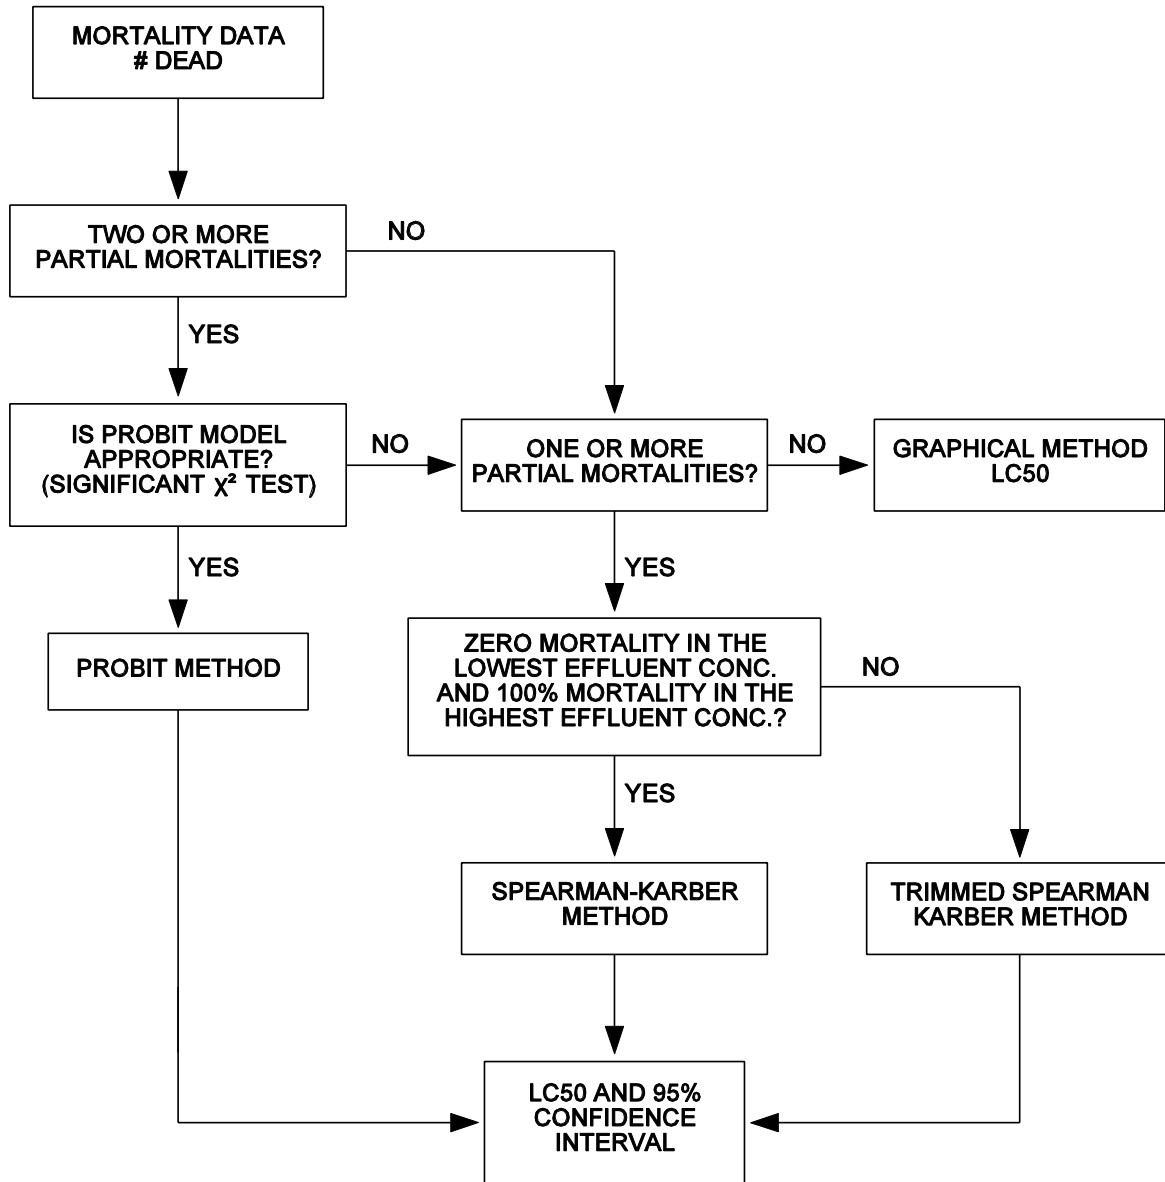 MORTALITY DATA
# DEAD
TWO OR MORE
PARTIAL MORTALITIES?
NO
YES
IS PROBIT MODEL
APPROPRIATE?
(SIGNIFICANT χ² TEST)
NO
ONE OR MORE
PARTIAL MORTALITIES?
NO
GRAPHICAL METHOD
LC50
YES
YES
PROBIT METHOD
ZERO MORTALITY IN THE
LOWEST EFFLUENT CONC.
AND 100% MORTALITY IN THE
HIGHEST EFFLUENT CONC.?
NO
YES
SPEARMAN-KARBER
METHOD
TRIMMED SPEARMAN
KARBER METHOD
LC50 AND 95%
CONFIDENCE
INTERVAL